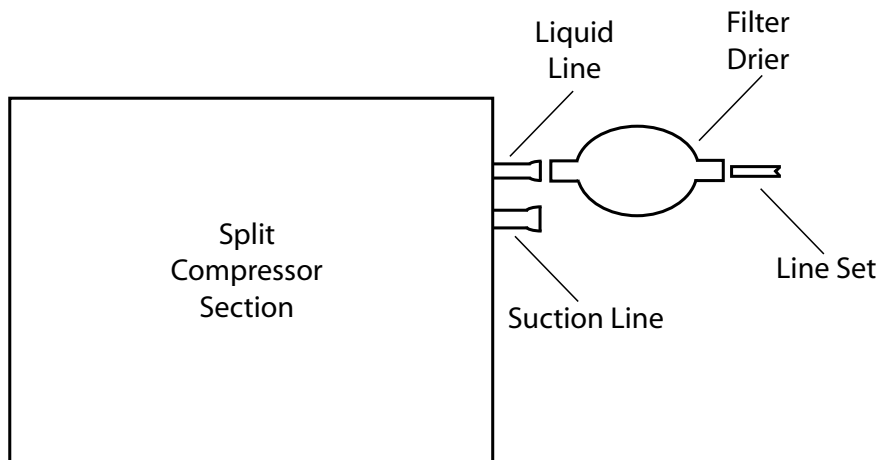 Liquid
Line
Filter
Drier
Split
Compressor
Section
Line Set
Suction Line